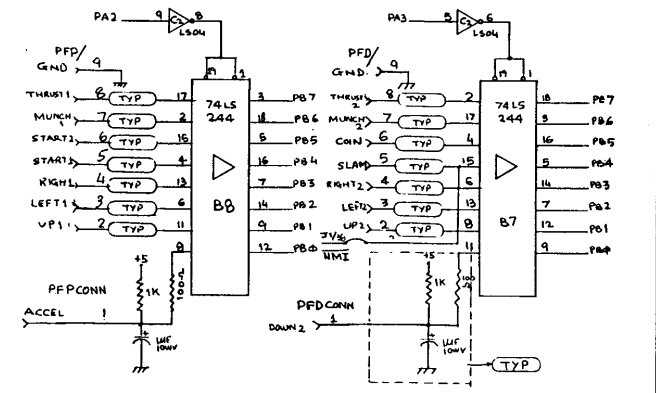 PA2 9 C2 8
LS04
PFP/
GND 9
19 1
THRUST1 8 TYP 17 74LS 3 PB7
MUNCH1 7 TYP 2 244 18 PB6
START2 6 TYP 15 5 PB5
START1 5 TYP 4 16 PB4
RIGHT1 4 TYP 13 7 PB3
LEFT1 3 TYP 6 B8 14 PB2
UP1 2 TYP 11 9 PB1
8 12 PBØ
+5
1K
PFPCONN
ACCEL 1
1UF
10WV
PA3 5 C2 6
LS04
PFD/
GND. 9
19 1
THRUST2 8 TYP 2 74LS 18 PB7
MUNCH2 7 TYP 17 244 3 PB6
COIN 6 TYP 4 16 PB5
SLAM 5 TYP 15 5 PB4
RIGHT2 4 TYP 6 14 PB3
LEFT2 3 TYP 13 7 PB2
UP2 2 TYP 8 B7 12 PB1
NMI 11 9 PBØ
+5
1K
100
Ω
PFDCONN
DOWN2 1
1UF
10WV
TYP